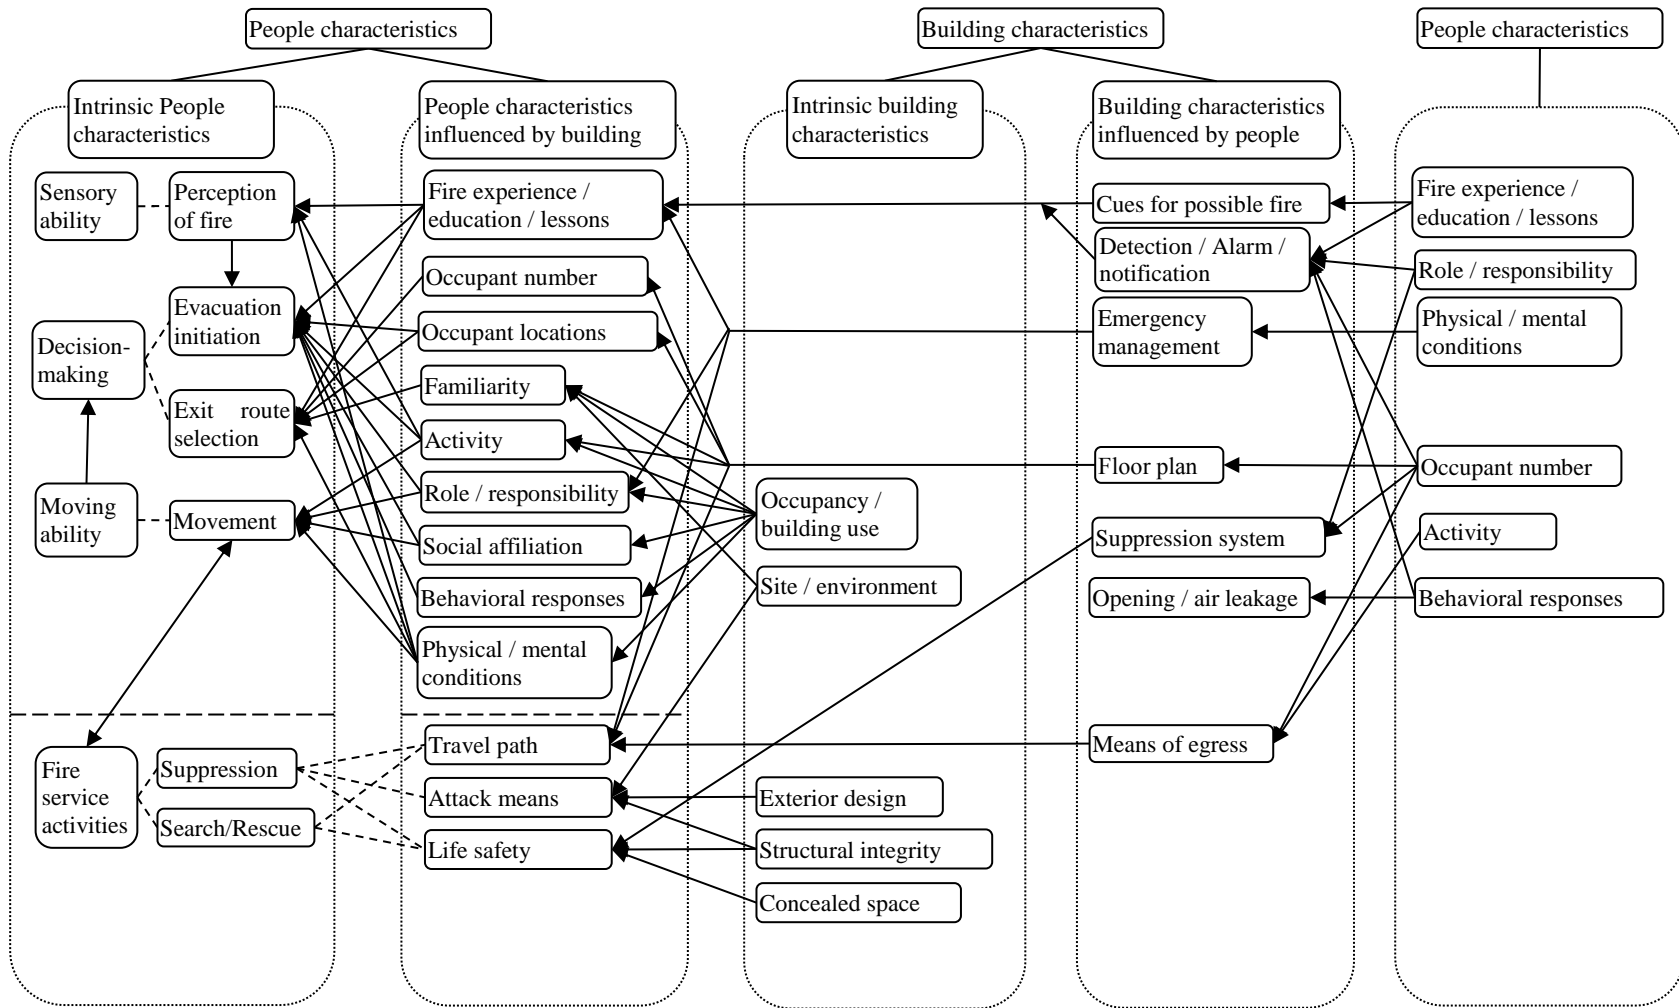 People characteristics
Building characteristics
People characteristics
Intrinsic People
characteristics
People characteristics
influenced by building
Intrinsic building
characteristics
Building characteristics
influenced by people
Sensory
ability
Perception
of fire
Evacuation
initiation
Decision-
making
Exit route
selection
Moving
ability
Movement
Fire
service
activities
Suppression
Search/Rescue
Fire experience /
education / lessons
Occupant number
Occupant locations
Familiarity
Activity
Role / responsibility
Social affiliation
Behavioral responses
Physical / mental
conditions
Travel path
Attack means
Life safety
Occupancy /
building use
Site / environment
Exterior design
Structural integrity
Concealed space
Cues for possible fire
Detection / Alarm /
notification
Emergency
management
Floor plan
Suppression system
Opening / air leakage
Means of egress
Fire experience /
education / lessons
Role / responsibility
Physical / mental
conditions
Occupant number
Activity
Behavioral responses